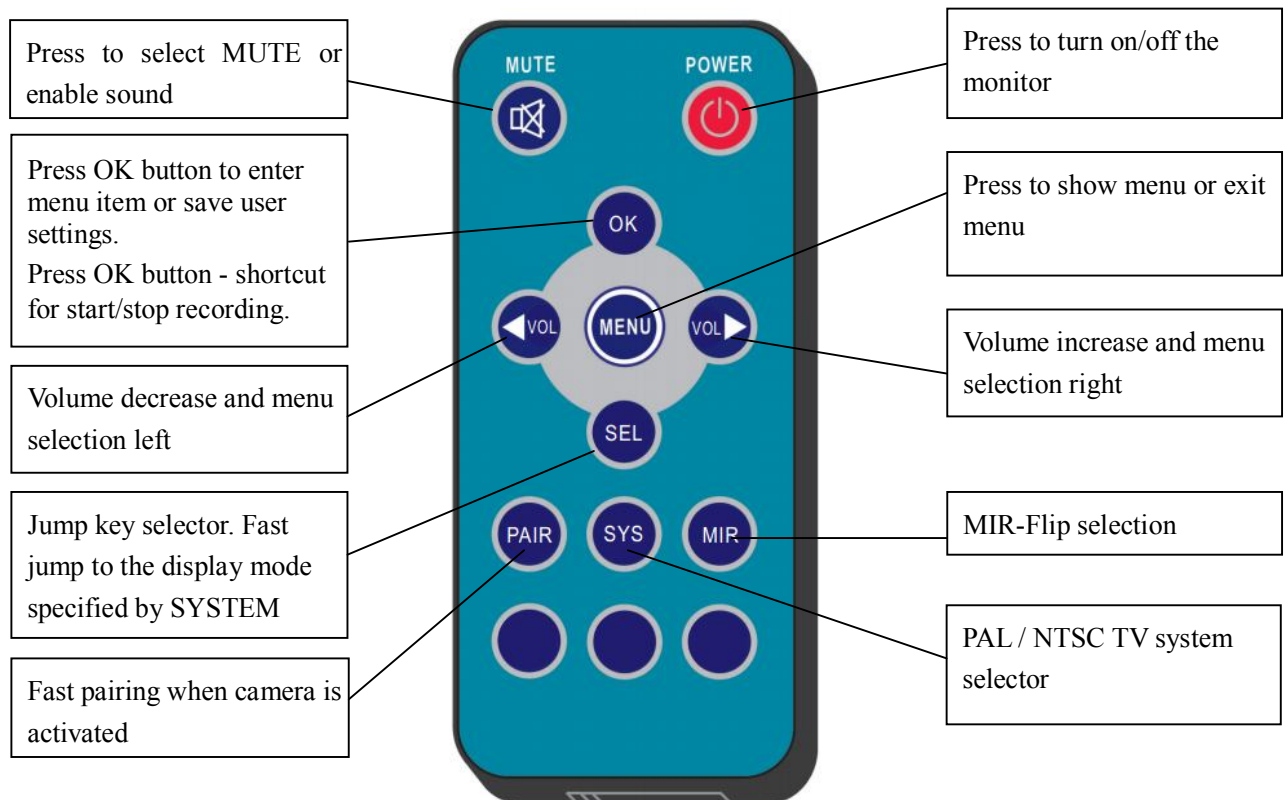 Press to select MUTE or
enable sound
Press OK button to enter
menu item or save user
settings.
Press OK button - shortcut
for start/stop recording.
Volume decrease and menu
selection left
Jump key selector. Fast
jump to the display mode
specified by SYSTEM
Fast pairing when camera is
activated
MUTE
POWER
OK
VOL
MENU
VOL
SEL
PAIR
SYS
MIR
Press to turn on/off the
monitor
Press to show menu or exit
menu
Volume increase and menu
selection right
MIR-Flip selection
PAL / NTSC TV system
selector